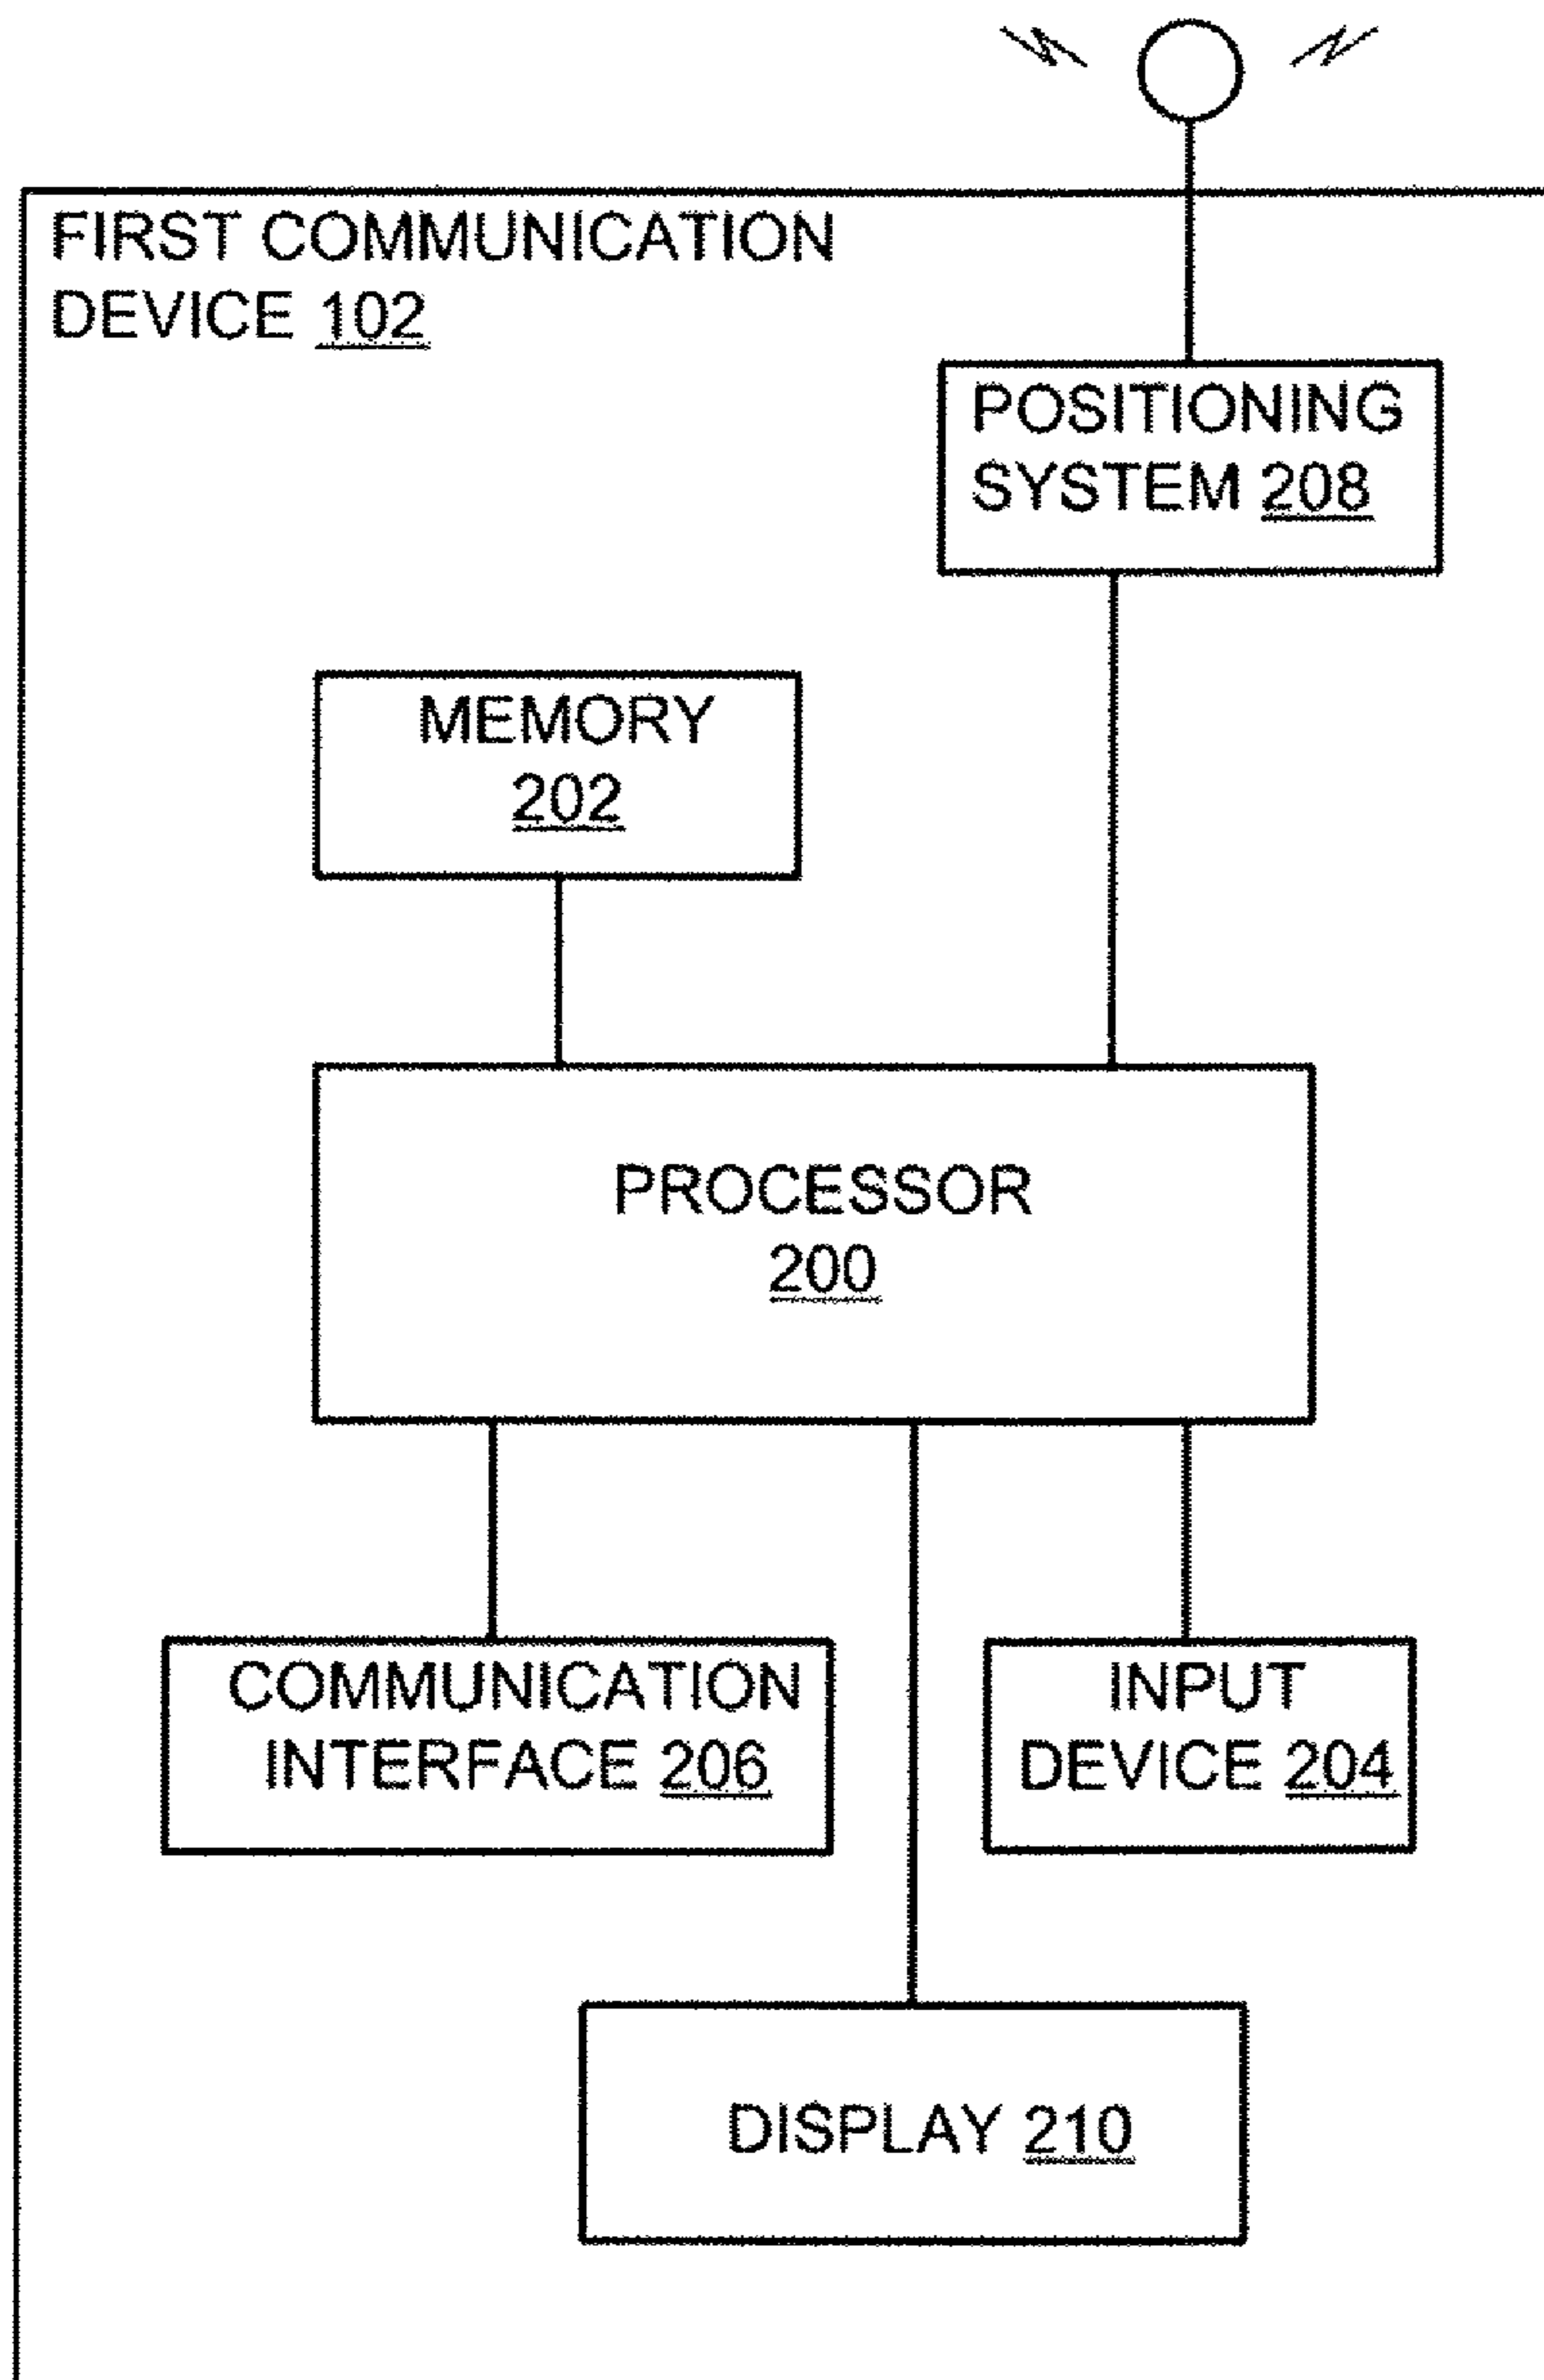 FIRST COMMUNICATION
DEVICE 102
POSITIONING
SYSTEM 208
MEMORY
202
PROCESSOR
200
COMMUNICATION
INTERFACE 206
INPUT
DEVICE 204
DISPLAY 210